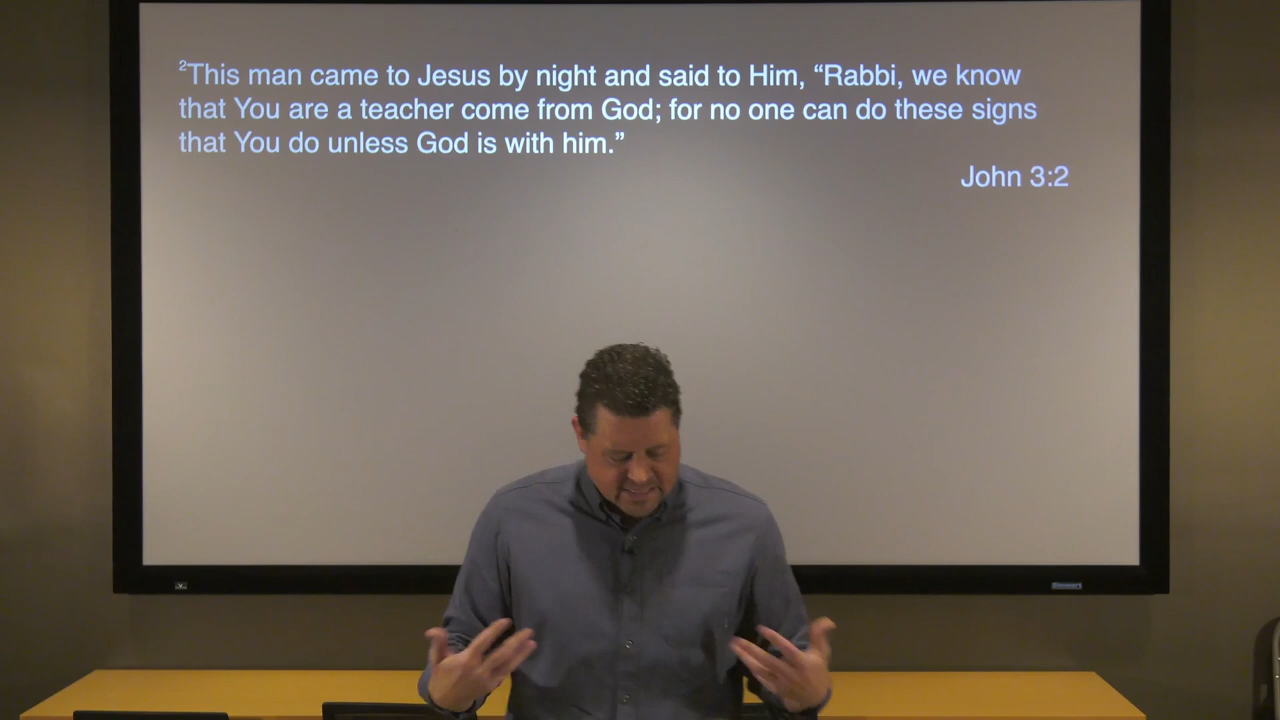 ²This man came to Jesus by night and said to Him, “Rabbi, we know
that You are a teacher come from God; for no one can do these signs
that You do unless God is with him.”
John 3:2
Stewart